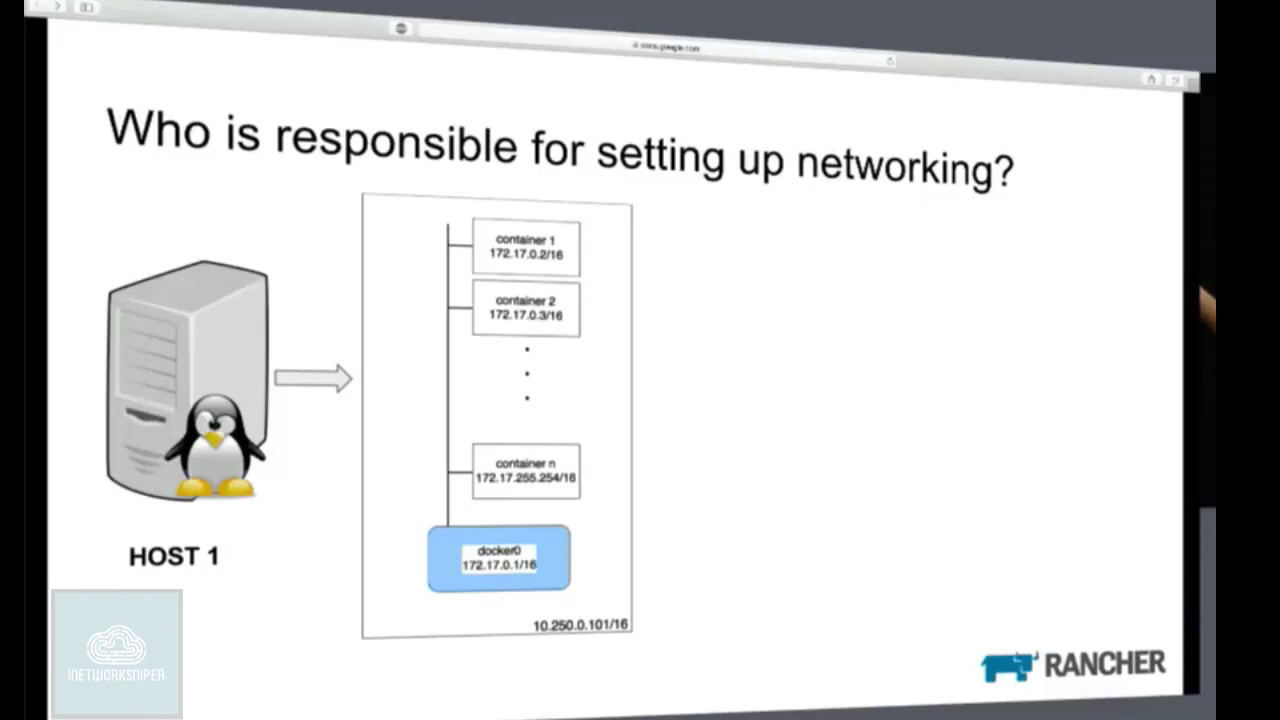 Who is responsible for setting up networking?
container 1
172.17.0.2/16
container 2
172.17.0.3/16
container n
172.17.255.254/16
docker0
172.17.0.1/16
10.250.0.101/16
HOST 1
INETWORKSNIPER
RANCHER